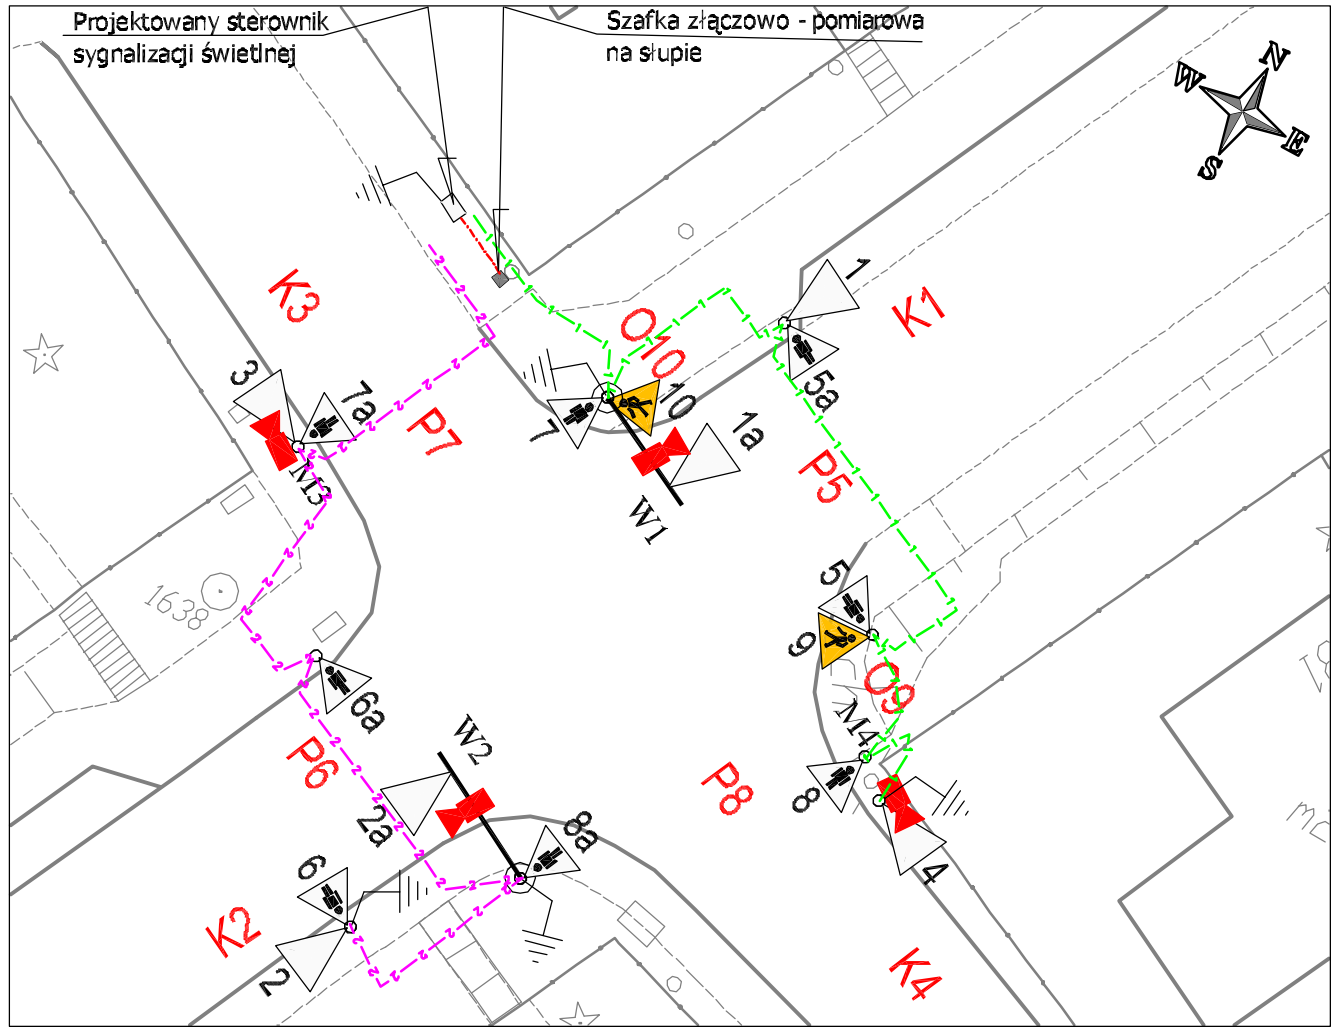 Projektowany sterownik
sygnalizacji świetlnej
Szafka złączowo - pomiarowa
na słupie
N
W
E
S
K3
O10
1
K1
3
7a
5a
P7
7
10
1a
P5
M3
W1
5
1638
9
O9
6a
M4
W2
P6
P8
8
2a
8a
6
4
K2
2
K4